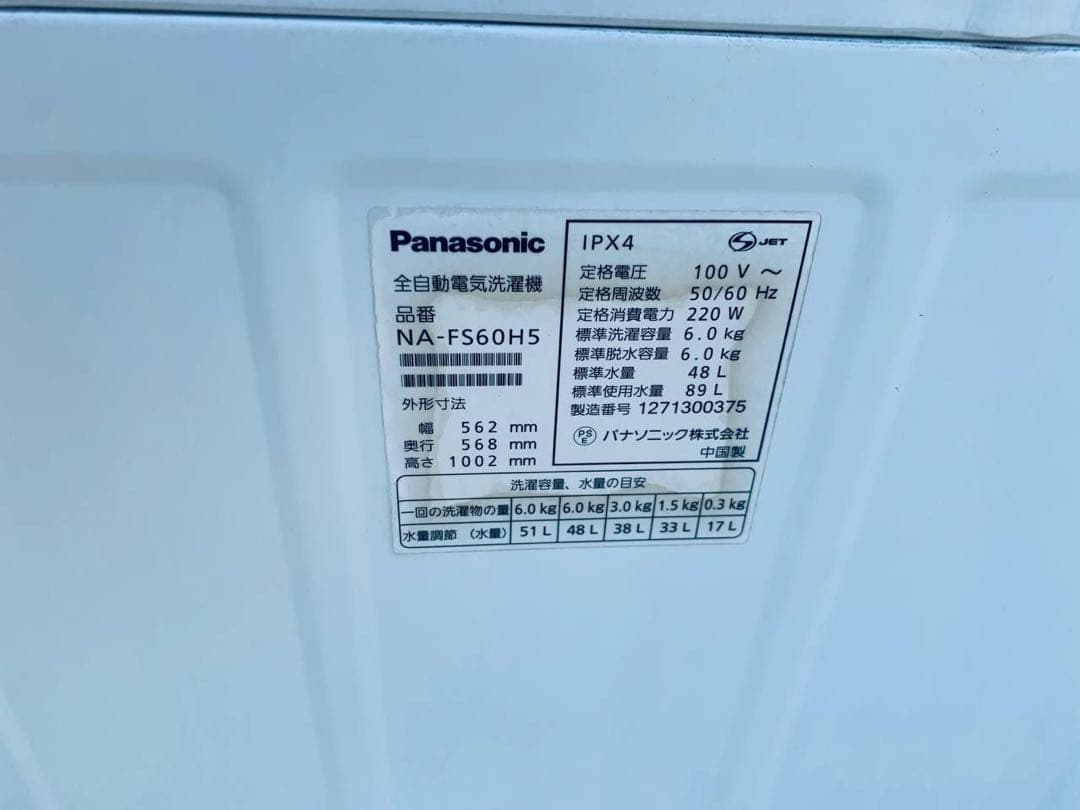 Panasonic
全自動電気洗濯機
品番
NA-FS60H5
外形寸法
幅 562 mm
奥行 568 mm
高さ 1002 mm
IPX4 S JET
定格電圧 100 V ～
定格周波数 50/60 Hz
定格消費電力 220 W
標準洗濯容量 6.0 kg
標準脱水容量 6.0 kg
標準水量 48 L
標準使用水量 89 L
製造番号 1271300375
PS E パナソニック株式会社
中国製
洗濯容量、水量の目安
一回の洗濯物の量 6.0 kg 6.0 kg 3.0 kg 1.5 kg 0.3 kg
水量調節 （水量） 51 L 48 L 38 L 33 L 17 L